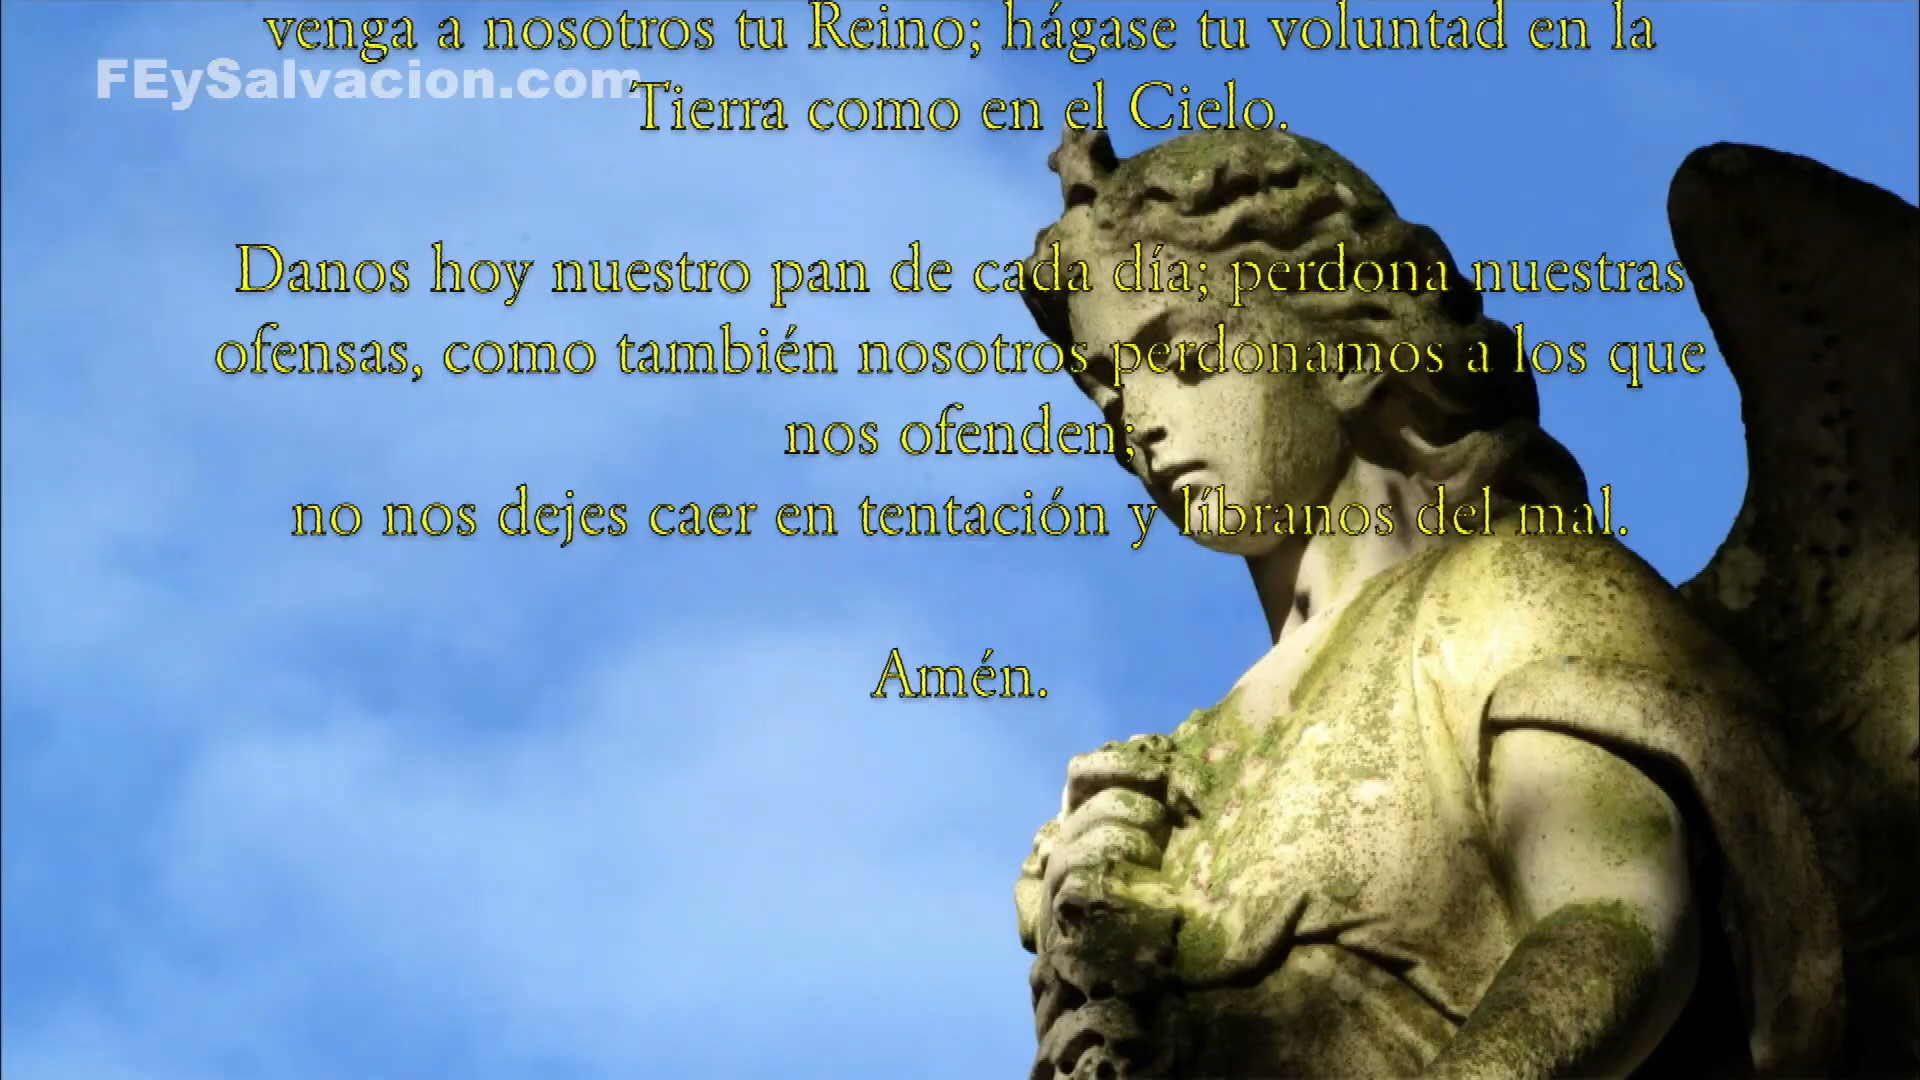 venga a nosotros tu Reino; hágase tu voluntad en la
FEySalvacion.com
Tierra como en el Cielo.
Danos hoy nuestro pan de cada día; perdona nuestras
ofensas, como también nosotros perdonamos a los que
nos ofenden;
no nos dejes caer en tentación y líbranos del mal.
Amén.